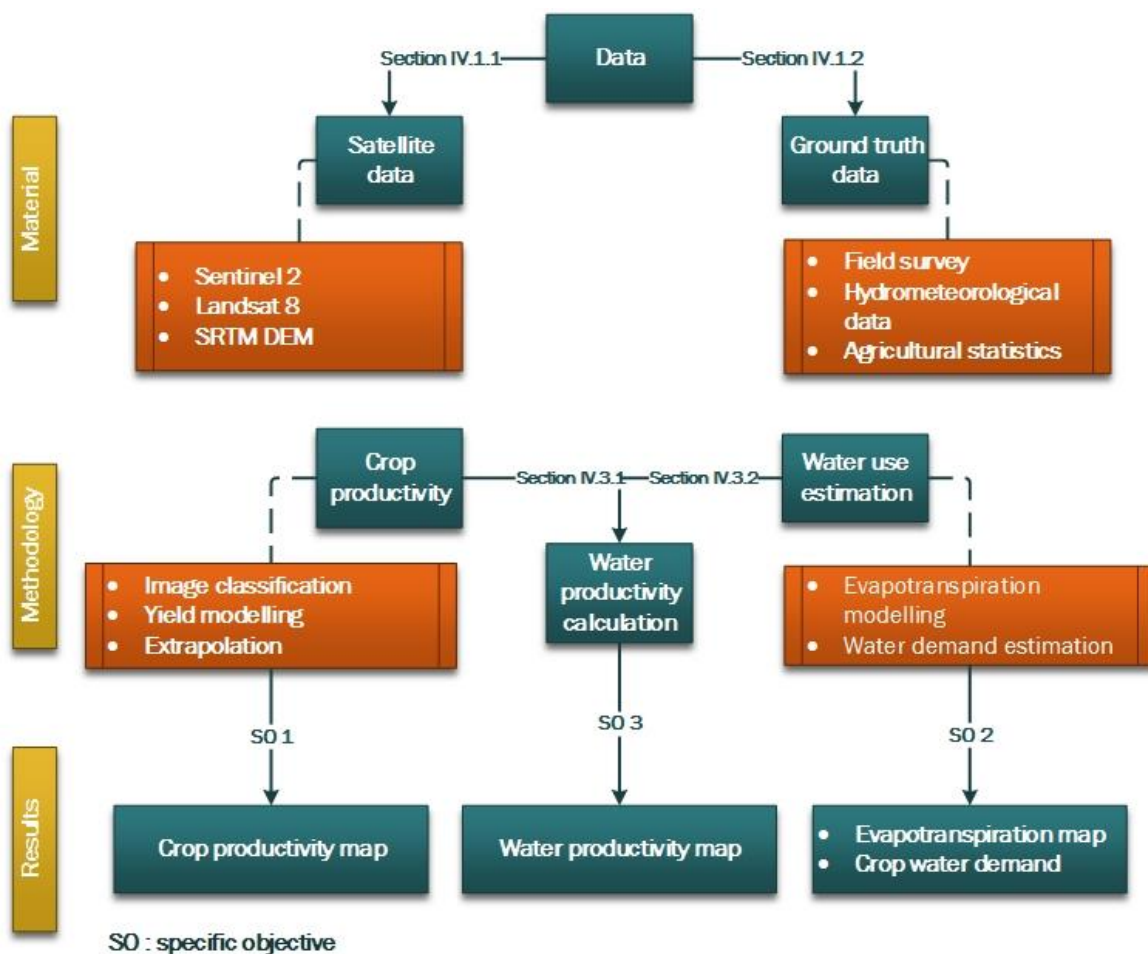 Data
Section IV.1.1
Section IV.1.2
Material
Satellite
data
Ground truth
data
• Sentinel 2
• Landsat 8
• SRTM DEM
• Field survey
• Hydrometeorological
data
• Agricultural statistics
Methodology
Crop
productivity
Section IV.3.1
Section IV.3.2
Water use
estimation
• Image classification
• Yield modelling
• Extrapolation
Water
productivity
calculation
• Evapotranspiration
modelling
• Water demand estimation
SO 1
SO 3
SO 2
Results
Crop productivity map
Water productivity map
• Evapotranspiration map
• Crop water demand
SO : specific objective